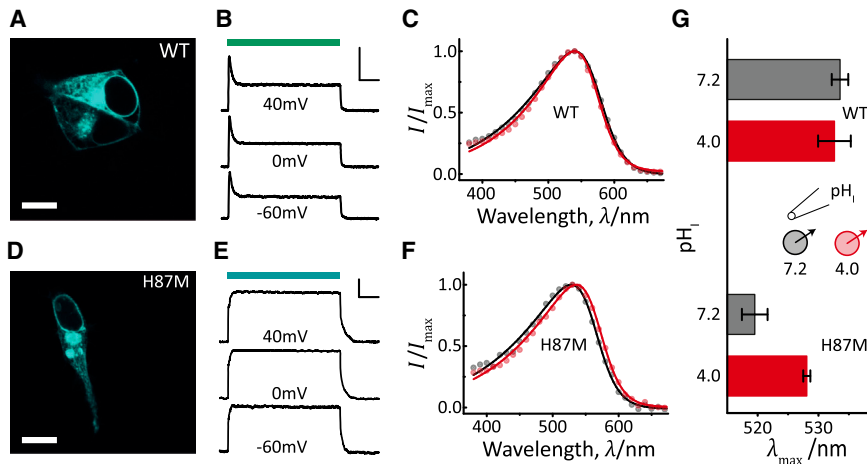 A
WT
B
40mV
0mV
-60mV
C
I/Imax
1.0
0.5
0.0
WT
400 500 600
Wavelength, λ/nm
G
7.2
WT
4.0
pHI
7.2 4.0
pHI
7.2
H87M
4.0
520 530
λmax /nm
D
H87M
E
40mV
0mV
-60mV
F
I/Imax
1.0
0.5
0.0
H87M
400 500 600
Wavelength, λ/nm